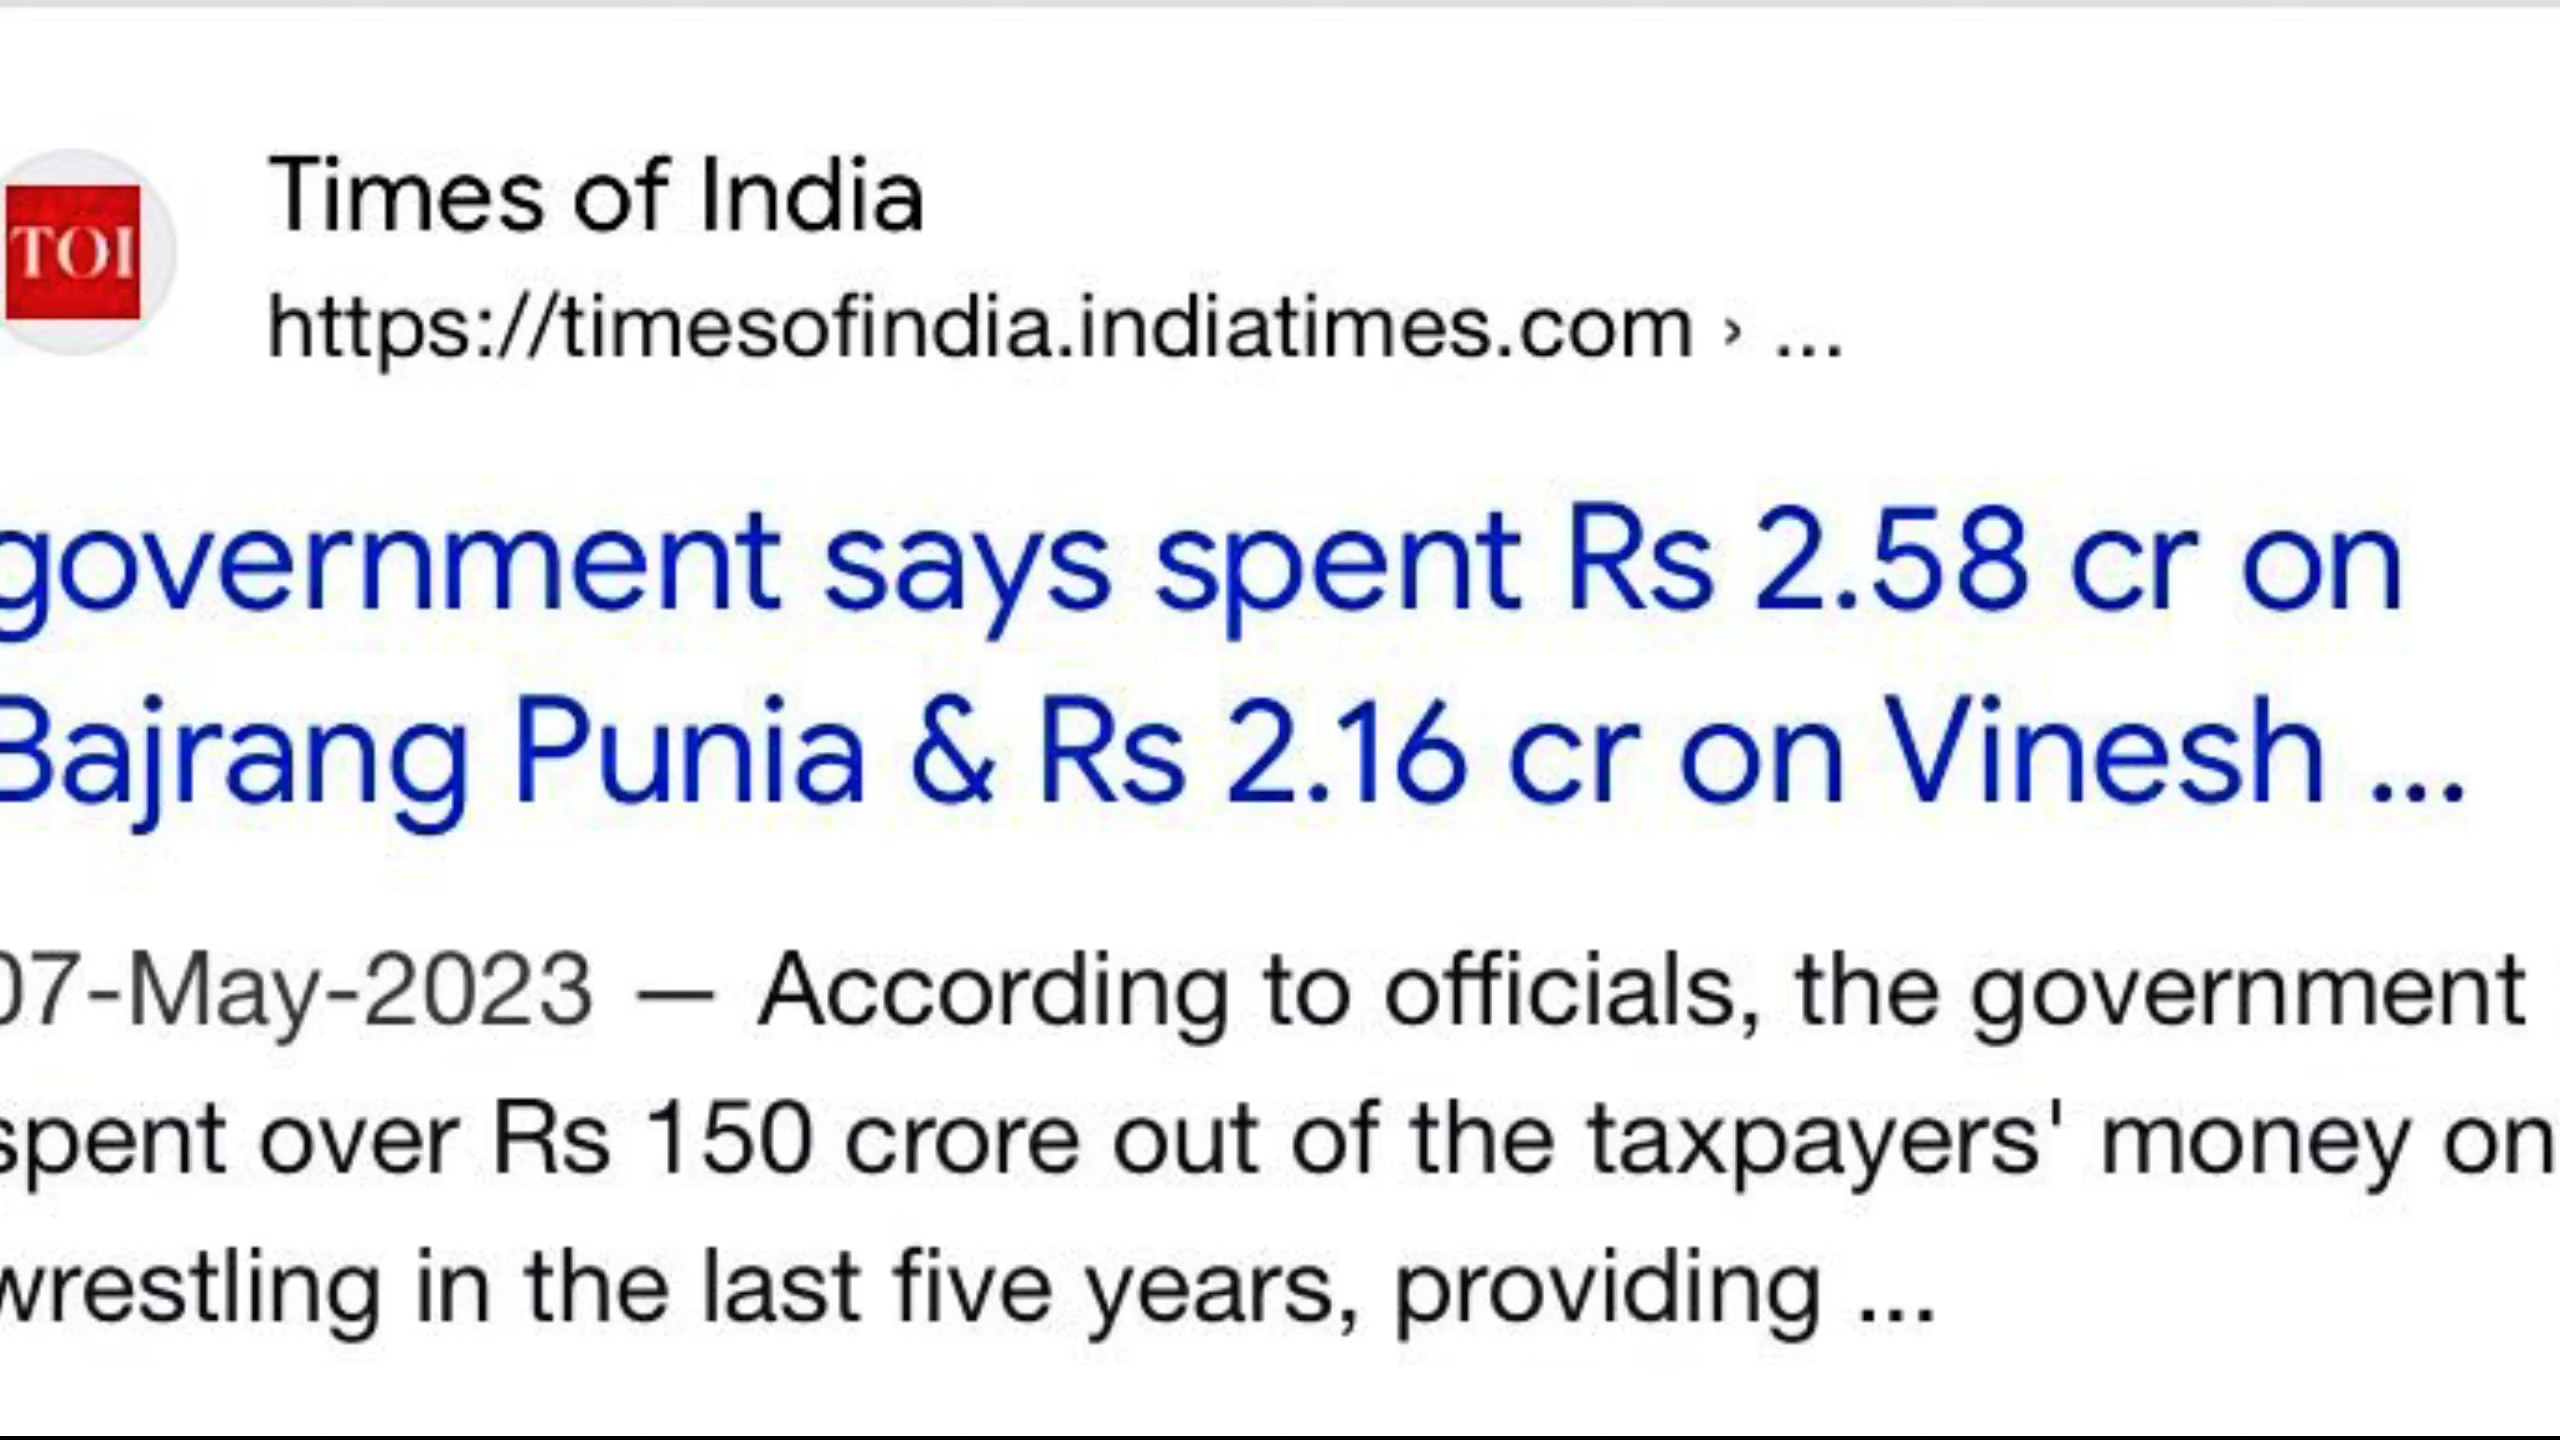 TOI
Times of India
https://timesofindia.indiatimes.com › ...
government says spent Rs 2.58 cr on
Bajrang Punia & Rs 2.16 cr on Vinesh ...
07-May-2023 — According to officials, the government
spent over Rs 150 crore out of the taxpayers' money on
wrestling in the last five years, providing ...